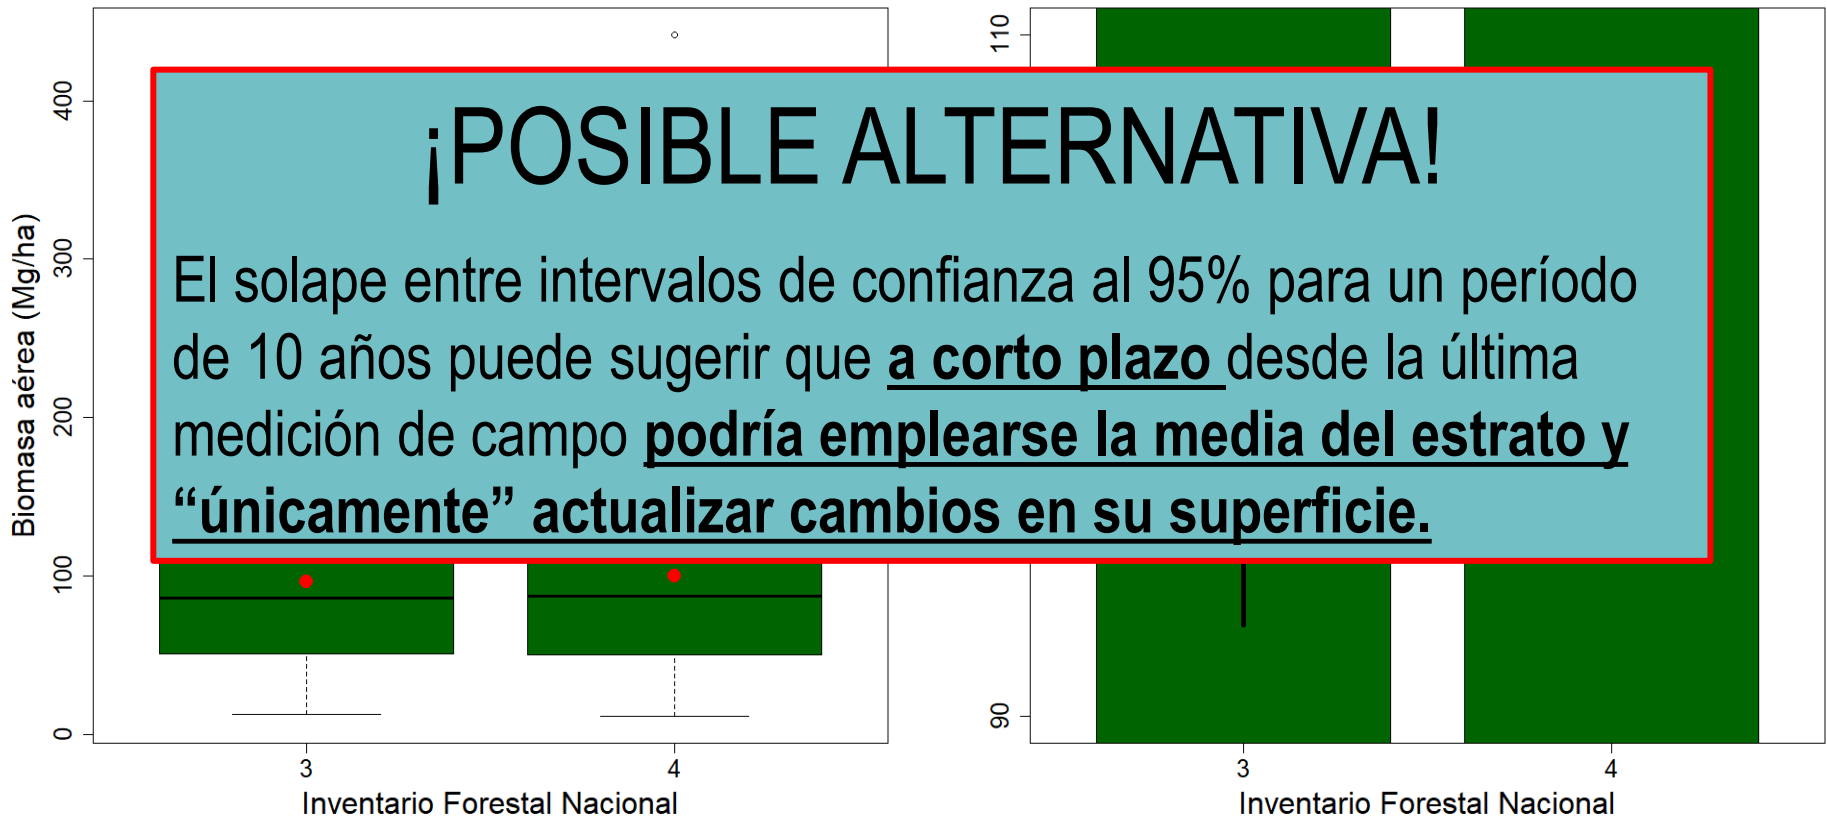 ¡POSIBLE ALTERNATIVA!
El solape entre intervalos de confianza al 95% para un período
de 10 años puede sugerir que a corto plazo desde la última
medición de campo podría emplearse la media del estrato y
“únicamente” actualizar cambios en su superficie.
Biomasa aérea (Mg/ha)
400
300
200
100
0
3
4
Inventario Forestal Nacional
110
90
3
4
Inventario Forestal Nacional